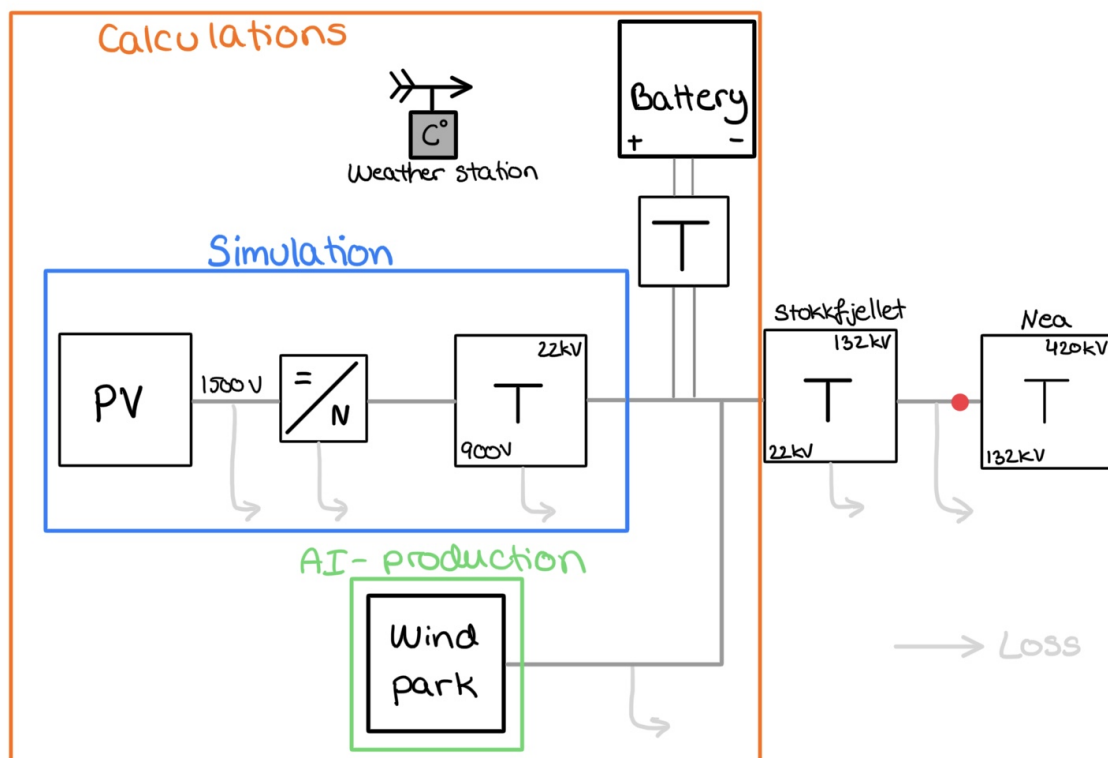 Calculations
Battery
+ -
C°
Weather station
T
Simulation
Stokkfjellet
Nea
22kV
132kV
420kV
PV
1500V
=
N
T
T
T
900V
22kV
132kV
AI-production
Wind
park
Loss